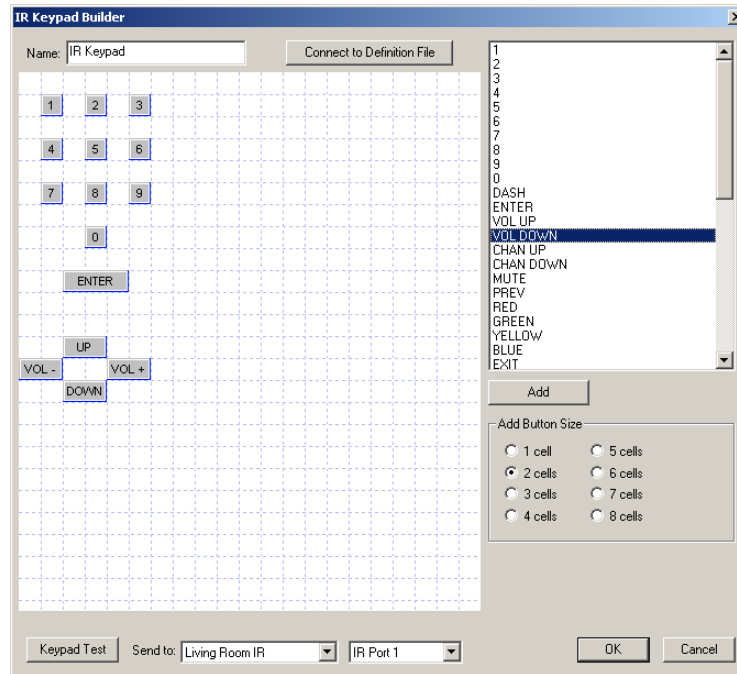 IR Keypad Builder
Name: IR Keypad
Connect to Definition File
1 2 3
4 5 6
7 8 9
0
ENTER
UP
VOL - VOL +
DOWN
1
2
3
4
5
6
7
8
9
0
DASH
ENTER
VOL UP
VOL DOWN
CHAN UP
CHAN DOWN
MUTE
PREV
RED
GREEN
YELLOW
BLUE
EXIT
Add
Add Button Size
1 cell 5 cells
2 cells 6 cells
3 cells 7 cells
4 cells 8 cells
Keypad Test Send to: Living Room IR IR Port 1 OK Cancel